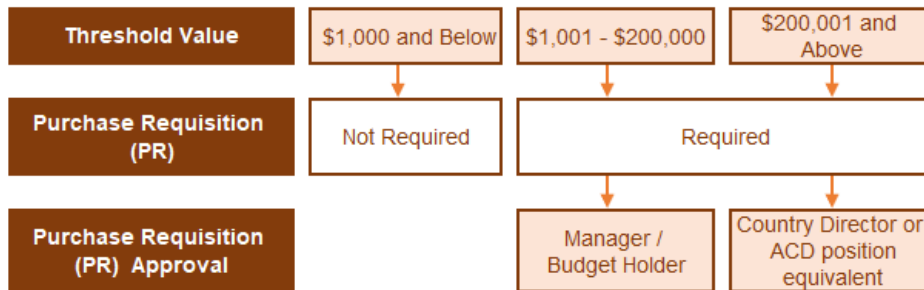 Threshold Value
$1,000 and Below
$1,001 - $200,000
$200,001 and
Above
Purchase Requisition
(PR)
Not Required
Required
Purchase Requisition
(PR) Approval
Manager /
Budget Holder
Country Director or
ACD position
equivalent